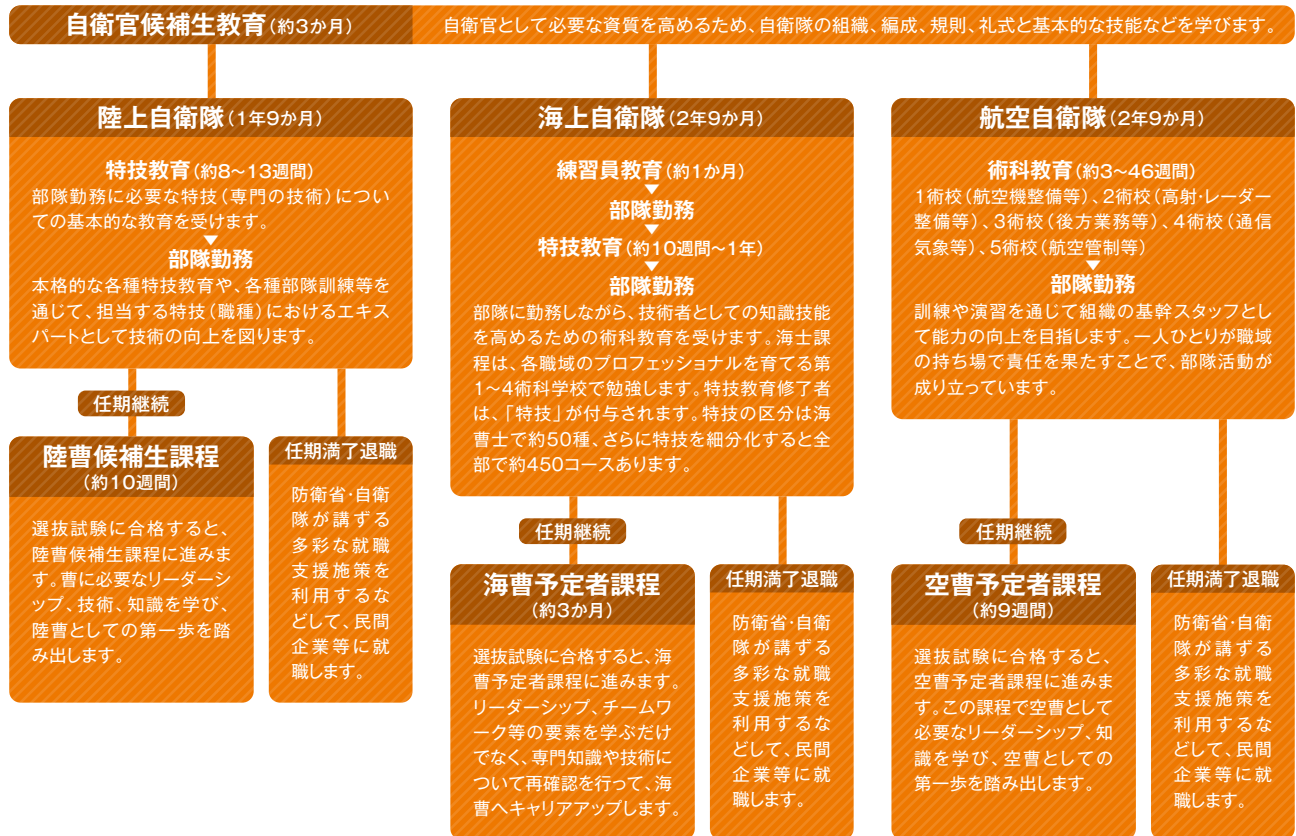 自衛官候補生教育(約3か月)
自衛官として必要な資質を高めるため、自衛隊の組織、編成、規則、礼式と基本的な技能などを学びます。
陸上自衛隊(1年9か月)
特技教育(約8〜13週間)
部隊勤務に必要な特技(専門の技術)につい
ての基本的な教育を受けます。
部隊勤務
本格的な各種特技教育や、各種部隊訓練等を
通じて、担当する特技(職種)におけるエキス
パートとして技術の向上を図ります。
任期継続
陸曹候補生課程
(約10週間)
選抜試験に合格すると、
陸曹候補生課程に進みま
す。曹に必要なリーダーシ
ップ、技術、知識を学び、
陸曹としての第一歩を踏
み出します。
任期満了退職
防衛省・自衛
隊が講ずる
多彩な就職
支援施策を
利用するな
どして、民間
企業等に就
職します。
海上自衛隊(2年9か月)
練習員教育(約1か月)
部隊勤務
特技教育(約10週間〜1年)
部隊勤務
部隊に勤務しながら、技術者としての知識技能
を高めるための術科教育を受けます。海士課
程は、各職域のプロフェッショナルを育てる第
1〜4術科学校で勉強します。特技教育修了者
は、「特技」が付与されます。特技の区分は海
曹士で約50種、さらに特技を細分化すると全
部で約450コースあります。
任期継続
海曹予定者課程
(約3か月)
選抜試験に合格すると、海
曹予定者課程に進みます。
リーダーシップ、チームワ
ーク等の要素を学ぶだけ
でなく、専門知識や技術に
ついて再確認を行って、海
曹へキャリアアップします。
任期満了退職
防衛省・自衛
隊が講ずる
多彩な就職
支援施策を
利用するな
どして、民間
企業等に就
職します。
航空自衛隊(2年9か月)
術科教育(約3〜46週間)
1術校(航空機整備等)、2術校(高射・レーダー
整備等)、3術校(後方業務等)、4術校(通信
気象等)、5術校(航空管制等)
部隊勤務
訓練や演習を通じて組織の基幹スタッフとし
て能力の向上を目指します。一人ひとりが職域
の持ち場で責任を果たすことで、部隊活動が
成り立っています。
任期継続
空曹予定者課程
(約9週間)
選抜試験に合格すると、
空曹予定者課程に進みま
す。この課程で空曹として
必要なリーダーシップ、知
識を学び、空曹としての
第一歩を踏み出します。
任期満了退職
防衛省・自衛
隊が講ずる
多彩な就職
支援施策を
利用するな
どして、民間
企業等に就
職します。